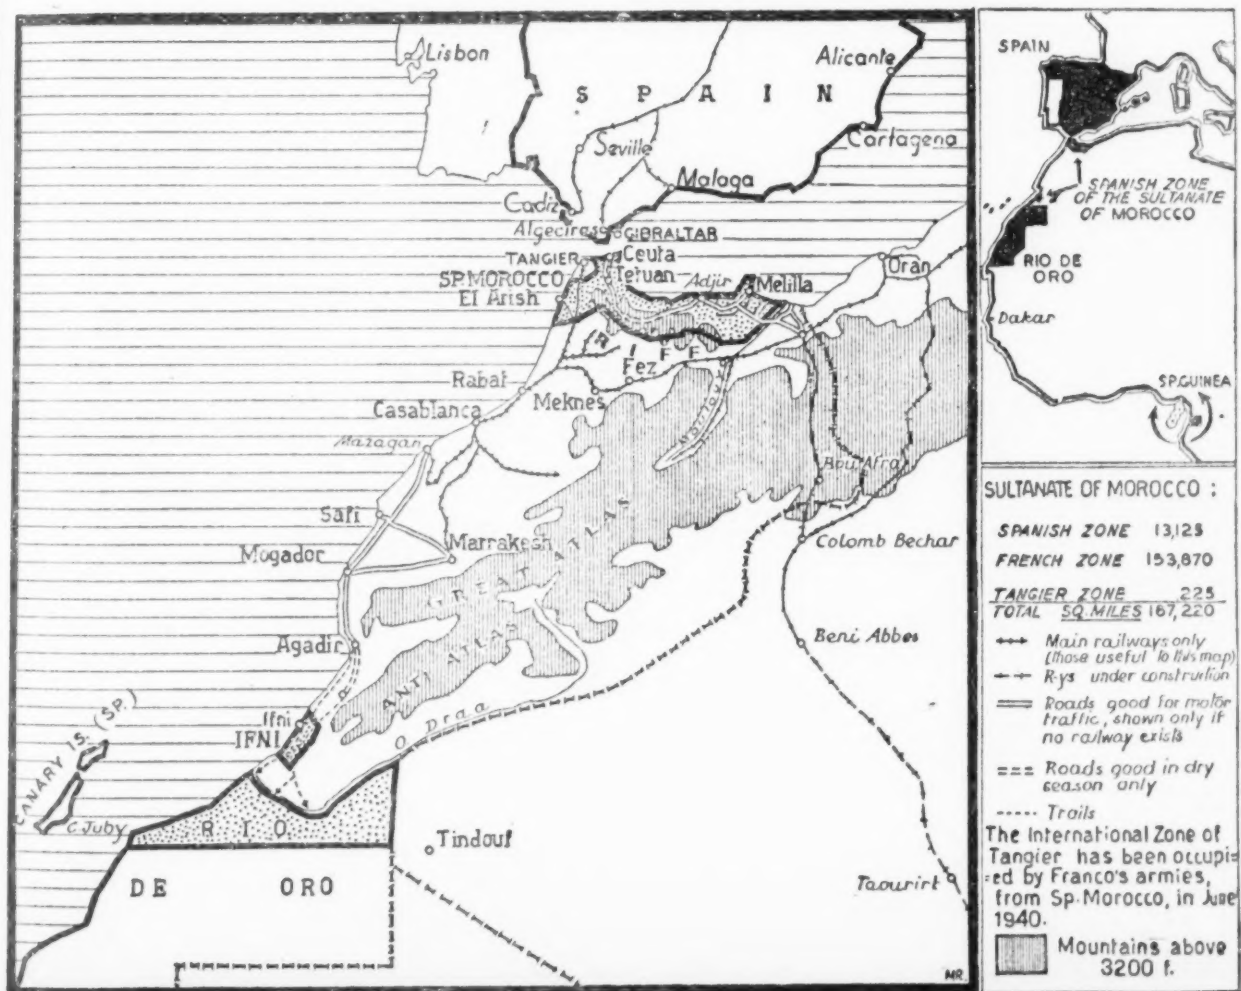 Lisbon
Alicante
SPAIN
Seville
Cartagena
Malaga
Cadiz
Algeciras
GIBRALTAR
TANGIER
Ceuta
Tetuan
SP. MOROCCO
Adjir
Melilla
Oran
El Arish
RIFF
Rabat
Fez
Meknes
Casablanca
Mazagan
Bou Afra
Safi
Marrakesh
Colomb Bechar
Mogador
GREAT ATLAS
Agadir
Beni Abbes
ANTI ATLAS
Ifni
IFNI
O. Draa
CANARY IS. (SP.)
C. Juby
RIO
Tindouf
DE ORO
Taourirt
MR.
SPAIN
SPANISH ZONE
OF THE SULTANATE
OF MOROCCO
RIO DE
ORO
Dakar
SP. GUINEA
SULTANATE OF MOROCCO :
SPANISH ZONE 13,125
FRENCH ZONE 153,870
TANGIER ZONE 225
TOTAL SQ. MILES 167,220
Main railways only
(those useful to this map)
R-ys under construction
Roads good for motor
traffic, shown only if
no railway exists
Roads good in dry
season only
Trails
The International Zone of
Tangier has been occupi=
=ed by Franco's armies,
from Sp. Morocco, in June
1940.
Mountains above
3200 f.